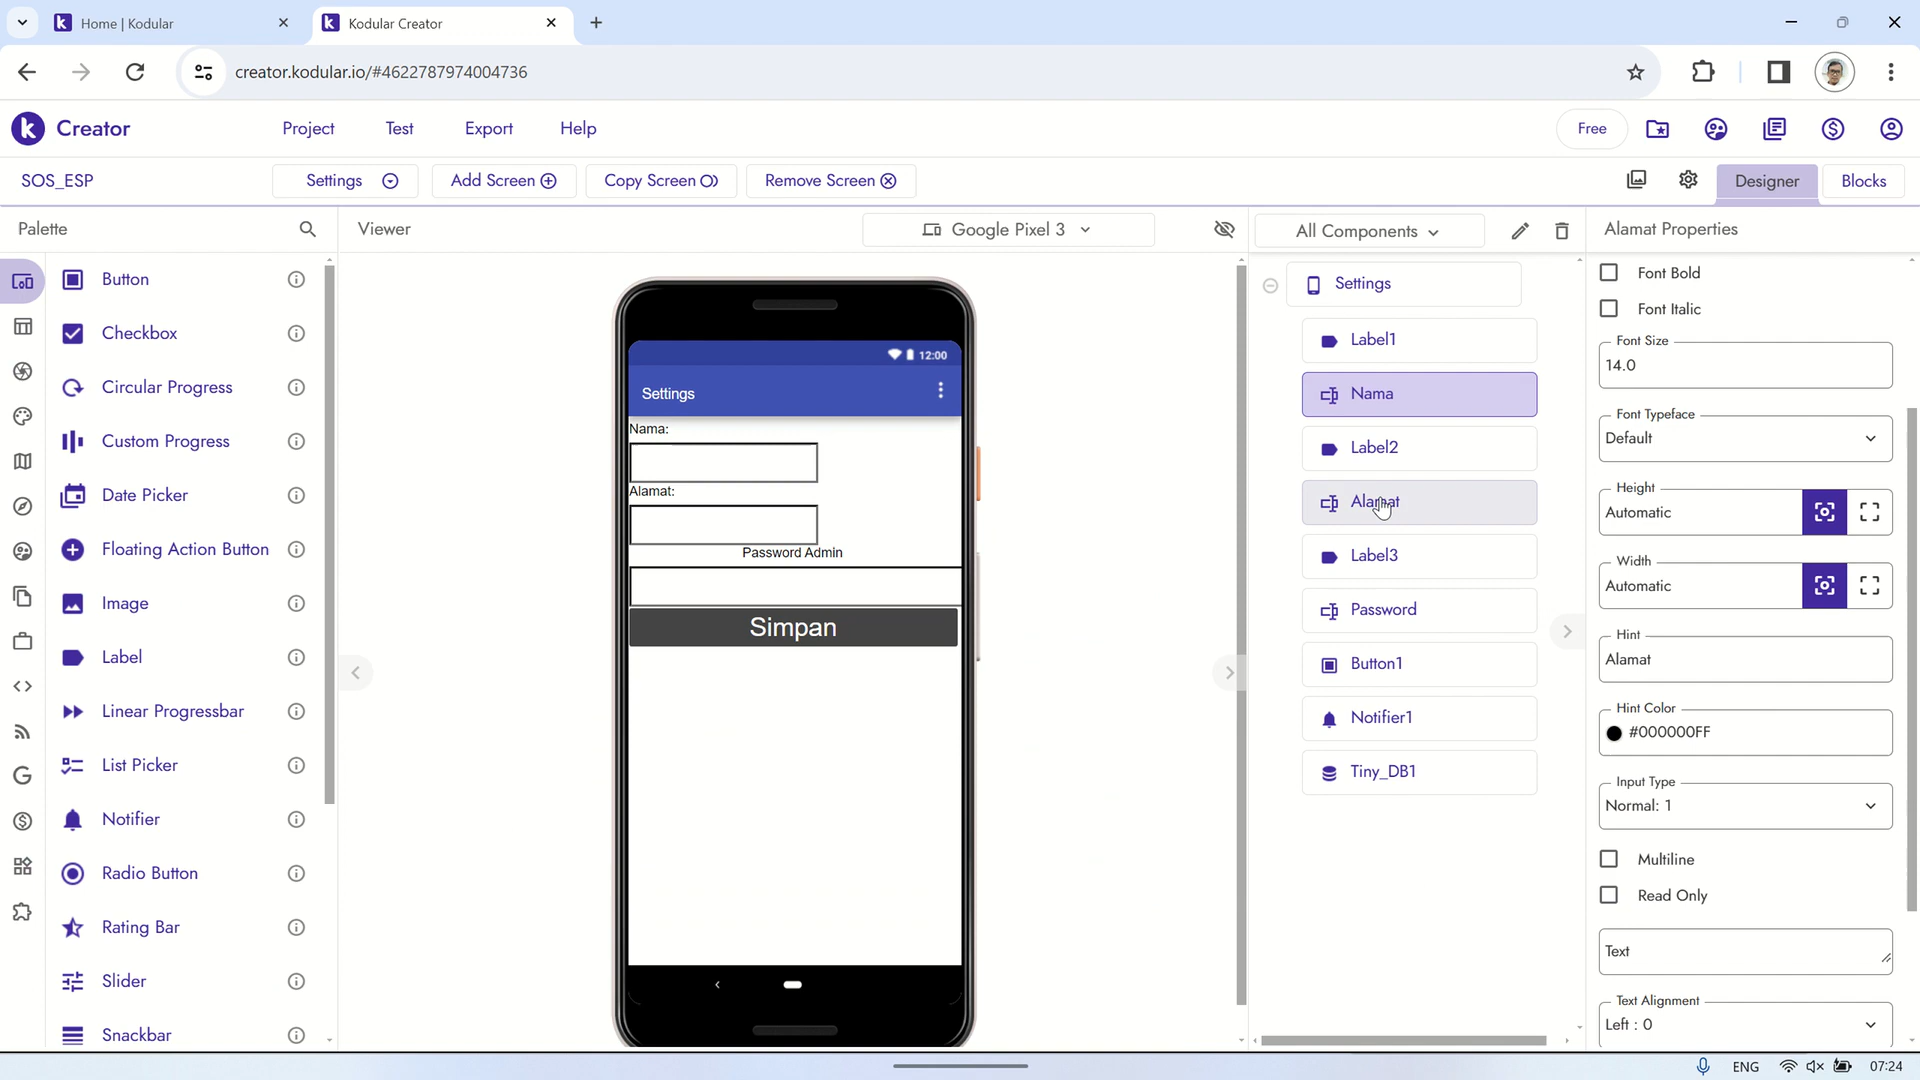 Home | Kodular
Kodular Creator
creator.kodular.io/#4622787974004736
Creator
Project
Test
Export
Help
Free
SOS_ESP
Settings
Add Screen
Copy Screen
Remove Screen
Designer
Blocks
Palette
Viewer
Google Pixel 3
All Components
Alamat Properties
Button
Checkbox
Circular Progress
Custom Progress
Date Picker
Floating Action Button
Image
Label
Linear Progressbar
List Picker
Notifier
Radio Button
Rating Bar
Slider
Snackbar
12:00
Settings
Nama:
Alamat:
Password Admin
Simpan
Settings
Label1
Nama
Label2
Alamat
Label3
Password
Button1
Notifier1
Tiny_DB1
Font Bold
Font Italic
Font Size
14.0
Font Typeface
Default
Height
Automatic
Width
Automatic
Hint
Alamat
Hint Color
#000000FF
Input Type
Normal: 1
Multiline
Read Only
Text
Text Alignment
Left : 0
ENG
07:24